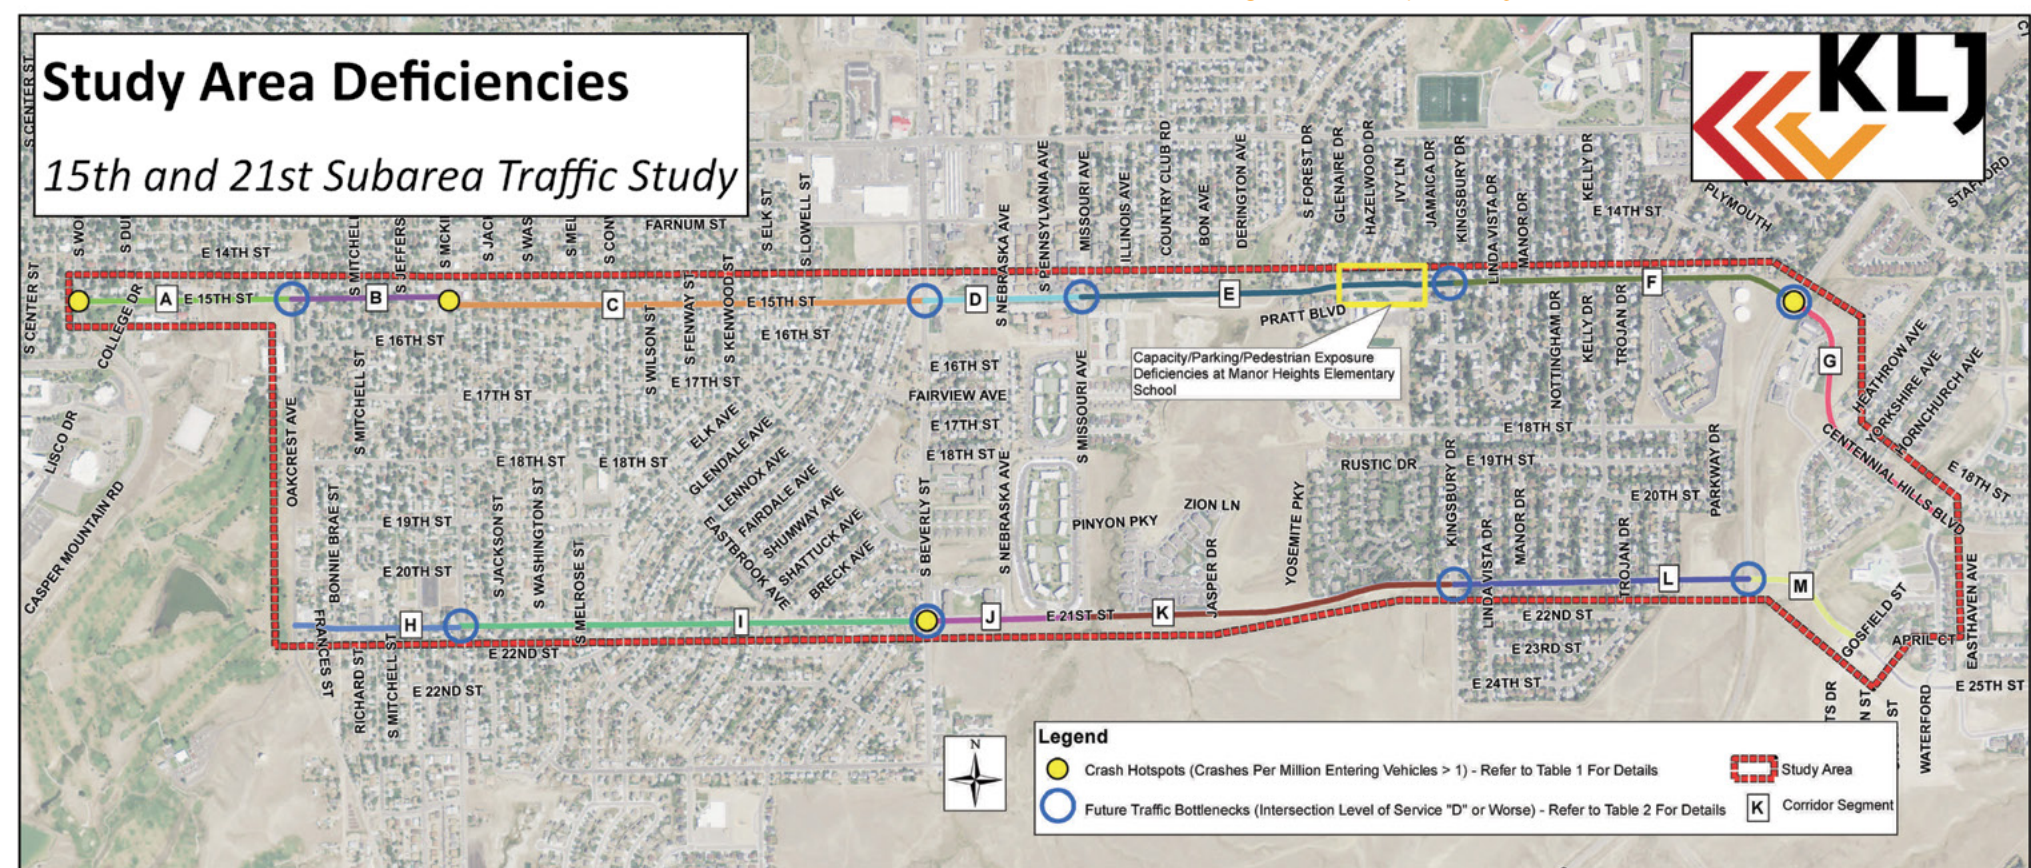 Study Area Deficiencies
15th and 21st Subarea Traffic Study
KLJ
S CENTER ST
S ELK ST
S LOWELL ST
FARNUM ST
E 14TH ST
S MITCHELL
S JEFFERS
S MCKI
S JAC
S WAS
S MEL
S CON
S WO
S DU
S NEBRASKA AVE
S PENNSYLVANIA AVE
MISSOURI AVE
ILLINOIS AVE
COUNTRY CLUB RD
BON AVE
DERINGTON AVE
S FOREST DR
GLENAIRE DR
HAZELWOOD DR
IVY LN
JAMAICA DR
KINGSBURY DR
LINDA VISTA DR
MANOR DR
KELLY DR
E 14TH ST
PLYMOUTH
STAFFORD
S CENTER ST
COLLEGE DR
A
E 15TH ST
B
C
E 15TH ST
D
E
F
G
E 16TH ST
S WILSON ST
S FENWAY ST
S KENWOOD ST
E 16TH ST
PRATT BLVD
Capacity/Parking/Pedestrian Exposure
Deficiencies at Manor Heights Elementary
School
NOTTINGHAM DR
KELLY DR
TROJAN DR
HEATHROW AVE
YORKSHIRE AVE
HORNCHURCH AVE
E 16TH ST
FAIRVIEW AVE
E 17TH ST
E 18TH ST
S MISSOURI AVE
S MITCHELL ST
E 17TH ST
E 17TH ST
OAKCREST AVE
LISCO DR
CASPER MOUNTAIN RD
ELK AVE
GLENDALE AVE
LENNOX AVE
FAIRDALE AVE
SHUMWAY AVE
SHATTUCK AVE
BRECK AVE
EASTBROOK AVE
E 18TH ST
E 18TH ST
E 18TH ST
RUSTIC DR
KINGSBURY DR
E 19TH ST
E 20TH ST
PARKWAY DR
CENTENNIAL HILLS BLVD
E 18TH ST
BONNIE BRAE ST
E 19TH ST
E 20TH ST
S JACKSON ST
S WASHINGTON ST
S MELROSE ST
S BEVERLY ST
S NEBRASKA AVE
PINYON PKY
ZION LN
JASPER DR
YOSEMITE PKY
LINDA VISTA DR
MANOR DR
TROJAN DR
EASTHAVEN AVE
FRANCES ST
H
I
J
E 21ST ST
K
L
M
GOSFIELD ST
APRIL CT
E 22ND ST
E 22ND ST
E 23RD ST
E 24TH ST
E 25TH ST
RICHARD ST
S MITCHELL ST
E 22ND ST
TS DR
N ST
ST
WATERFORD
N
Legend
Crash Hotspots (Crashes Per Million Entering Vehicles > 1) - Refer to Table 1 For Details
Study Area
Future Traffic Bottlenecks (Intersection Level of Service "D" or Worse) - Refer to Table 2 For Details
K
Corridor Segment